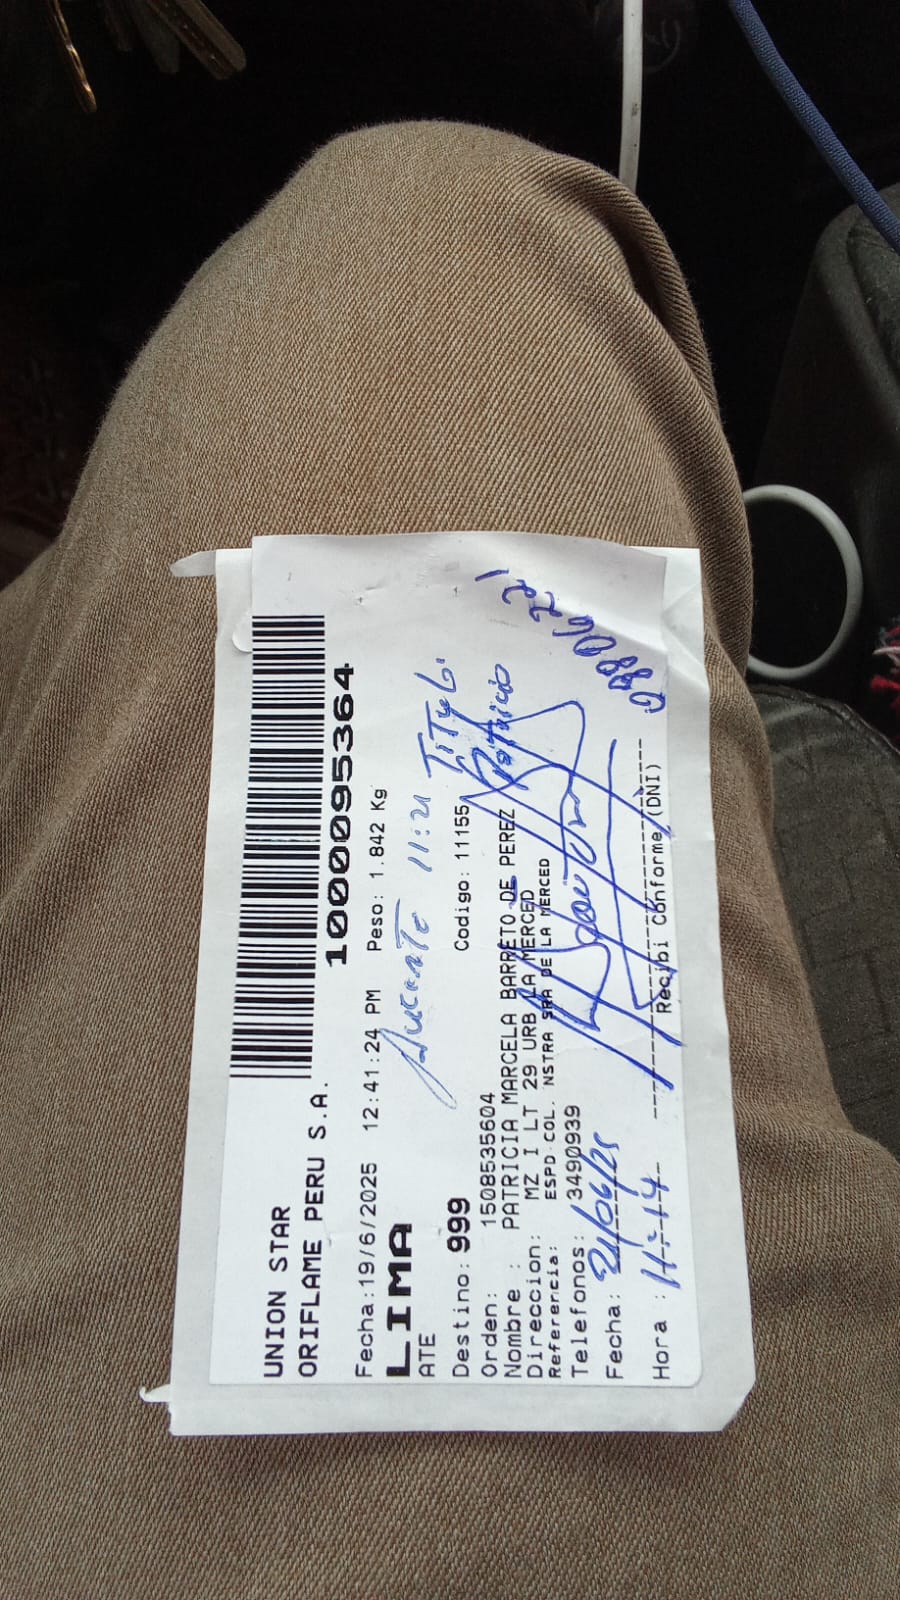 UNION STAR
ORIFLAME PERU S.A.
10000095364
Fecha:19/6/2025 12:41:24 PM Peso: 1.842 Kg
LIMA
ATE
11:21 TiTuL.
Destino: 999 Codigo: 11155
Orden: 1508535604
Nombre : PATRICIA MARCELA BARRETO DE PEREZ
Direccion: MZ I LT 29 URB LA MERCED
Referencia: ESPD.COL. NSTRA SRA DE LA MERCED
Telefonos: 3490939
Fecha: 21/06/25
Hora : 11:14
Recibi Conforme (DNI)